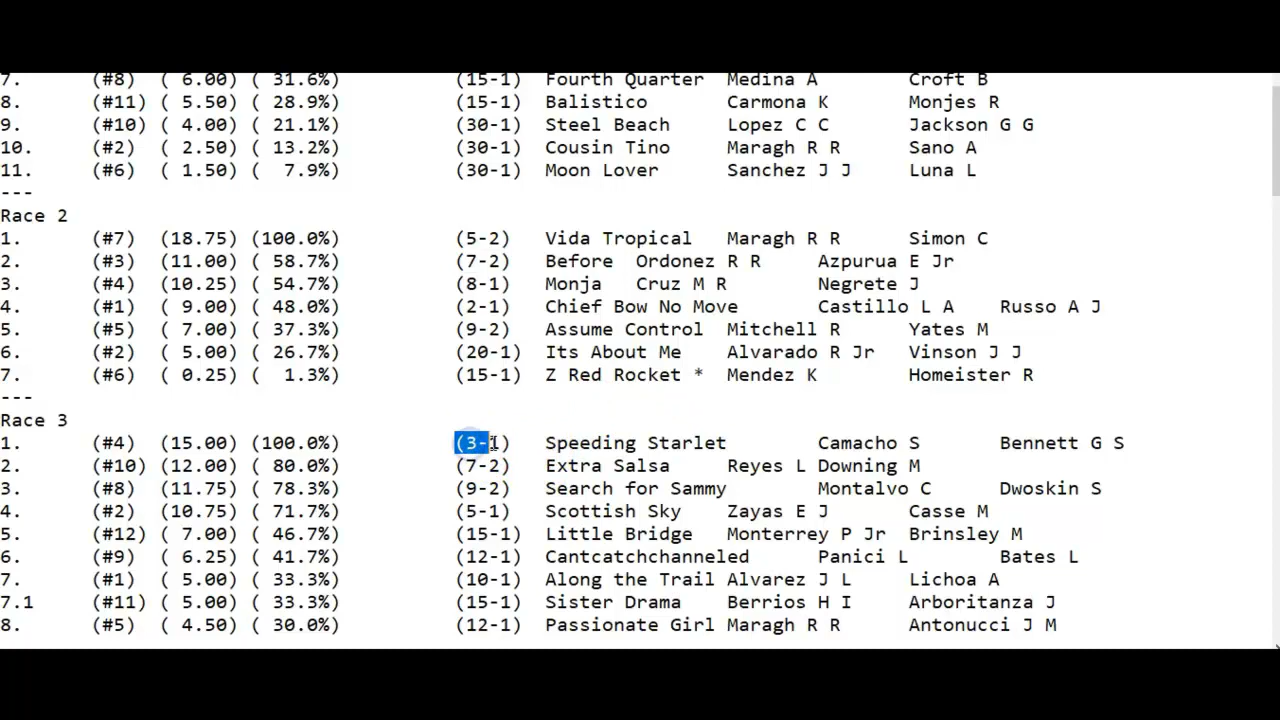 7. (#8) ( 6.00) ( 31.6%) (15-1) Fourth Quarter Medina A Croft B
8. (#11) ( 5.50) ( 28.9%) (15-1) Balistico Carmona K Monjes R
9. (#10) ( 4.00) ( 21.1%) (30-1) Steel Beach Lopez C C Jackson G G
10. (#2) ( 2.50) ( 13.2%) (30-1) Cousin Tino Maragh R R Sano A
11. (#6) ( 1.50) ( 7.9%) (30-1) Moon Lover Sanchez J J Luna L
---
Race 2
1. (#7) (18.75) (100.0%) (5-2) Vida Tropical Maragh R R Simon C
2. (#3) (11.00) ( 58.7%) (7-2) Before Ordonez R R Azpurua E Jr
3. (#4) (10.25) ( 54.7%) (8-1) Monja Cruz M R Negrete J
4. (#1) ( 9.00) ( 48.0%) (2-1) Chief Bow No Move Castillo L A Russo A J
5. (#5) ( 7.00) ( 37.3%) (9-2) Assume Control Mitchell R Yates M
6. (#2) ( 5.00) ( 26.7%) (20-1) Its About Me Alvarado R Jr Vinson J J
7. (#6) ( 0.25) ( 1.3%) (15-1) Z Red Rocket * Mendez K Homeister R
---
Race 3
1. (#4) (15.00) (100.0%) (3-1) Speeding Starlet Camacho S Bennett G S
2. (#10) (12.00) ( 80.0%) (7-2) Extra Salsa Reyes L Downing M
3. (#8) (11.75) ( 78.3%) (9-2) Search for Sammy Montalvo C Dwoskin S
4. (#2) (10.75) ( 71.7%) (5-1) Scottish Sky Zayas E J Casse M
5. (#12) ( 7.00) ( 46.7%) (15-1) Little Bridge Monterrey P Jr Brinsley M
6. (#9) ( 6.25) ( 41.7%) (12-1) Cantcatchchanneled Panici L Bates L
7. (#1) ( 5.00) ( 33.3%) (10-1) Along the Trail Alvarez J L Lichoa A
7.1 (#11) ( 5.00) ( 33.3%) (15-1) Sister Drama Berrios H I Arboritanza J
8. (#5) ( 4.50) ( 30.0%) (12-1) Passionate Girl Maragh R R Antonucci J M